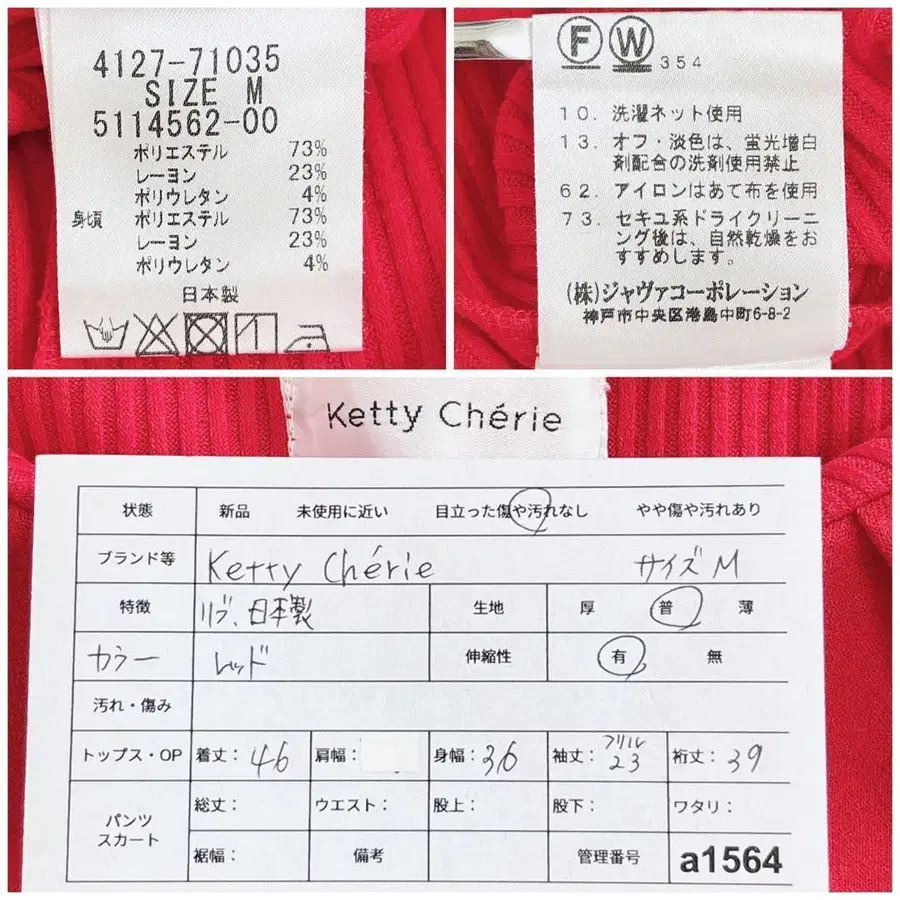 4127-71035
SIZE M
5114562-00
ポリエステル 73%
レーヨン 23%
ポリウレタン 4%
身頃 ポリエステル 73%
レーヨン 23%
ポリウレタン 4%
日本製
F W 354
10. 洗濯ネット使用
13. オフ・淡色は、蛍光増白
剤配合の洗剤使用禁止
62. アイロンはあて布を使用
73. セキユ系ドライクリーニ
ング後は、自然乾燥をお
すすめします。
(株)ジャヴァコーポレーション
神戸市中央区港島中町6-8-2
Ketty Chérie
状態 新品 未使用に近い 目立った傷や汚れなし やや傷や汚れあり
ブランド等 Ketty Chérie サイズM
特徴 リブ、日本製 生地 厚 普 薄
カラー レッド 伸縮性 有 無
汚れ・傷み
トップス・OP 着丈: 46 肩幅: 身幅: 36 袖丈: フリル 23 裄丈: 39
パンツ スカート 総丈: ウエスト: 股上: 股下: ワタリ:
裾幅: 備考 管理番号 a1564